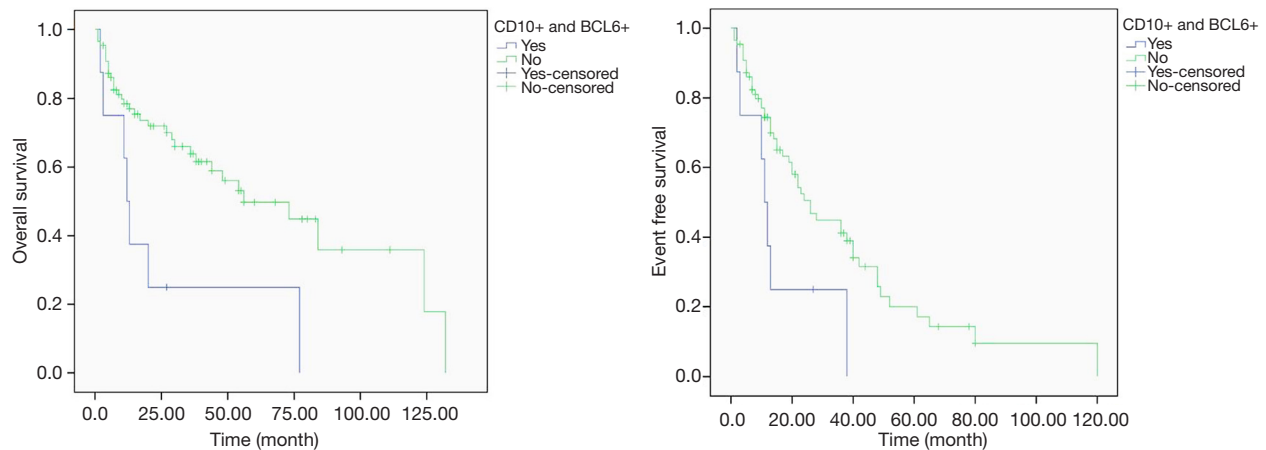 CD10+ and BCL6+
Yes
No
Yes-censored
No-censored
1.0
0.8
0.6
0.4
0.2
0.0
Overall survival
0.0 25.00 50.00 75.00 100.00 125.00
Time (month)
CD10+ and BCL6+
Yes
No
Yes-censored
No-censored
1.0
0.8
0.6
0.4
0.2
0.0
Event free survival
0.0 20.00 40.00 60.00 80.00 100.00 120.00
Time (month)